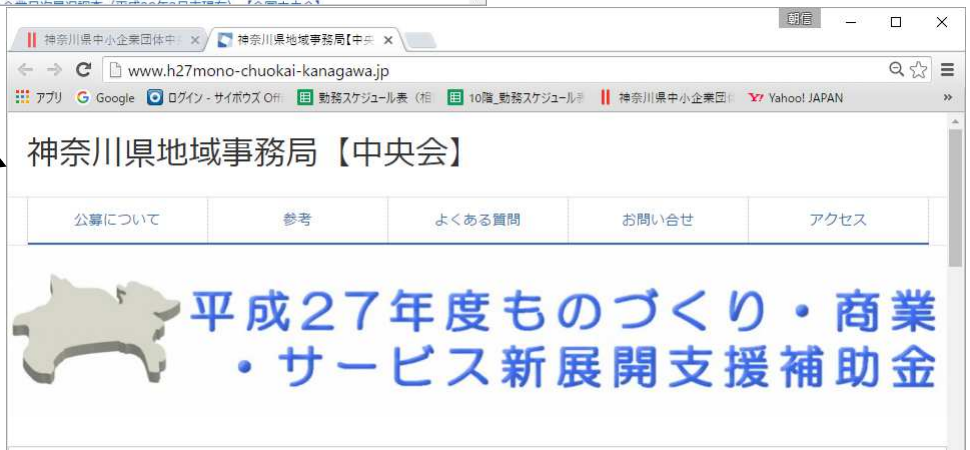 朝信
神奈川県中小企業団体中
神奈川県地域事務局【中央
www.h27mono-chuokai-kanagawa.jp
アプリ Google ログイン - サイボウズ Offi 勤務スケジュール表（相 10階_勤務スケジュール表 神奈川県中小企業団体 Yahoo! JAPAN »
神奈川県地域事務局【中央会】
公募について 参考 よくある質問 お問い合せ アクセス
平成27年度ものづくり・商業
・サービス新展開支援補助金